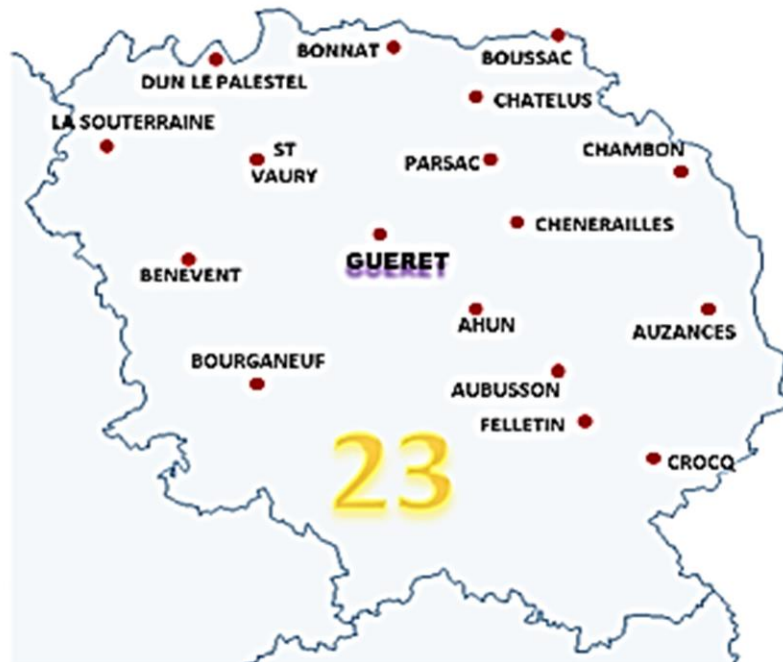 BONNAT
BOUSSAC
DUN LE PALESTEL
CHATELUS
LA SOUTERRAINE
ST
VAURY
PARSAC
CHAMBON
CHENERAILLES
GUERET
BENEVENT
AHUN
AUZANCES
BOURGANEUF
AUBUSSON
FELLETIN
23
CROCQ